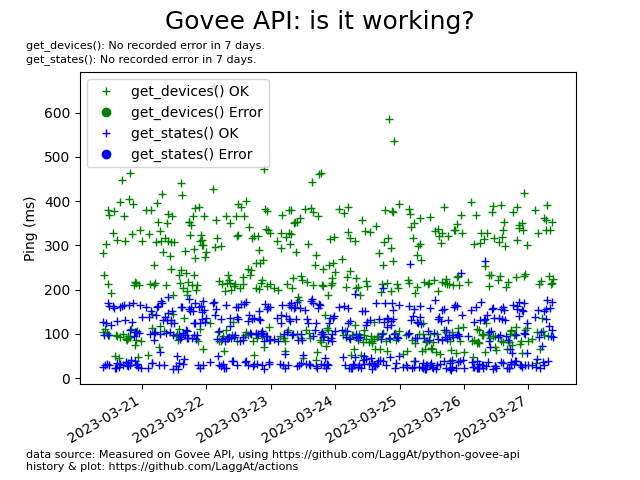 Govee API: is it working?
get_devices(): No recorded error in 7 days.
get_states(): No recorded error in 7 days.
get_devices() OK
get_devices() Error
get_states() OK
get_states() Error
Ping (ms)
600
500
400
300
200
100
0
2023-03-21
2023-03-22
2023-03-23
2023-03-24
2023-03-25
2023-03-26
2023-03-27
data source: Measured on Govee API, using https://github.com/LaggAt/python-govee-api
history & plot: https://github.com/LaggAt/actions